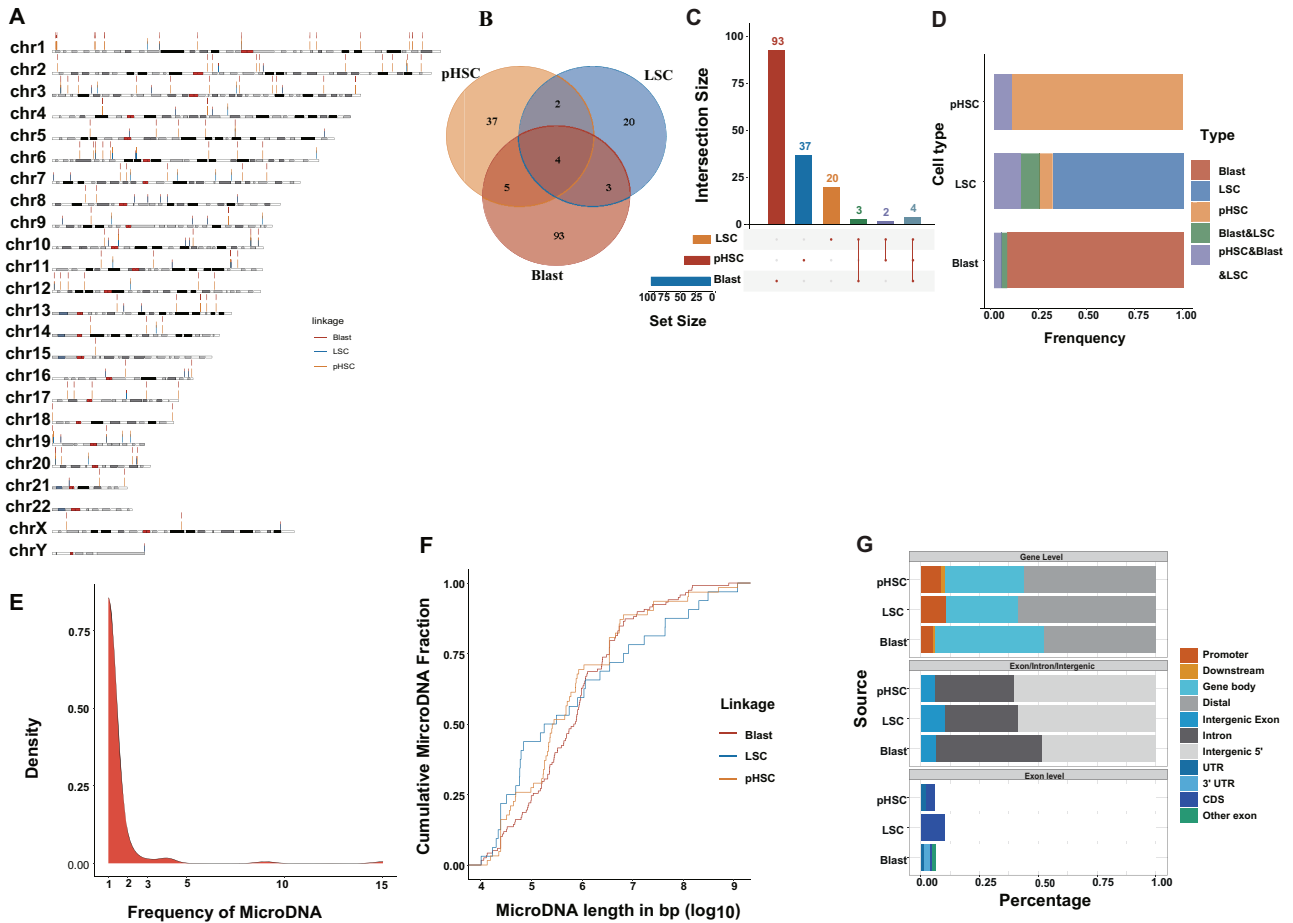 A
chr1
chr2
chr3
chr4
chr5
chr6
chr7
chr8
chr9
chr10
chr11
chr12
chr13
chr14
chr15
chr16
chr17
chr18
chr19
chr20
chr21
chr22
chrX
chrY
linkage
Blast
LSC
pHSC
B
pHSC
LSC
Blast
37
2
20
4
5
3
93
C
Intersection Size
100
75
50
25
0
93
37
20
3
2
4
LSC
pHSC
Blast
100 75 50 25 0
Set Size
D
Cell type
pHSC
LSC
Blast
0.00 0.25 0.50 0.75 1.00
Frenquency
Type
Blast
LSC
pHSC
Blast&LSC
pHSC&Blast
&LSC
E
Density
0.75
0.50
0.25
0.00
1 2 3 5 10 15
Frequency of MicroDNA
F
Cumulative MircroDNA Fraction
1.00
0.75
0.50
0.25
0.00
4 5 6 7 8 9
MicroDNA length in bp (log10)
Linkage
Blast
LSC
pHSC
G
Source
Gene Level
pHSC
LSC
Blast
Exon/Intron/Intergenic
pHSC
LSC
Blast
Exon level
pHSC
LSC
Blast
0.00 0.25 0.50 0.75 1.00
Percentage
Promoter
Downstream
Gene body
Distal
Intergenic Exon
Intron
Intergenic 5'
UTR
3' UTR
CDS
Other exon